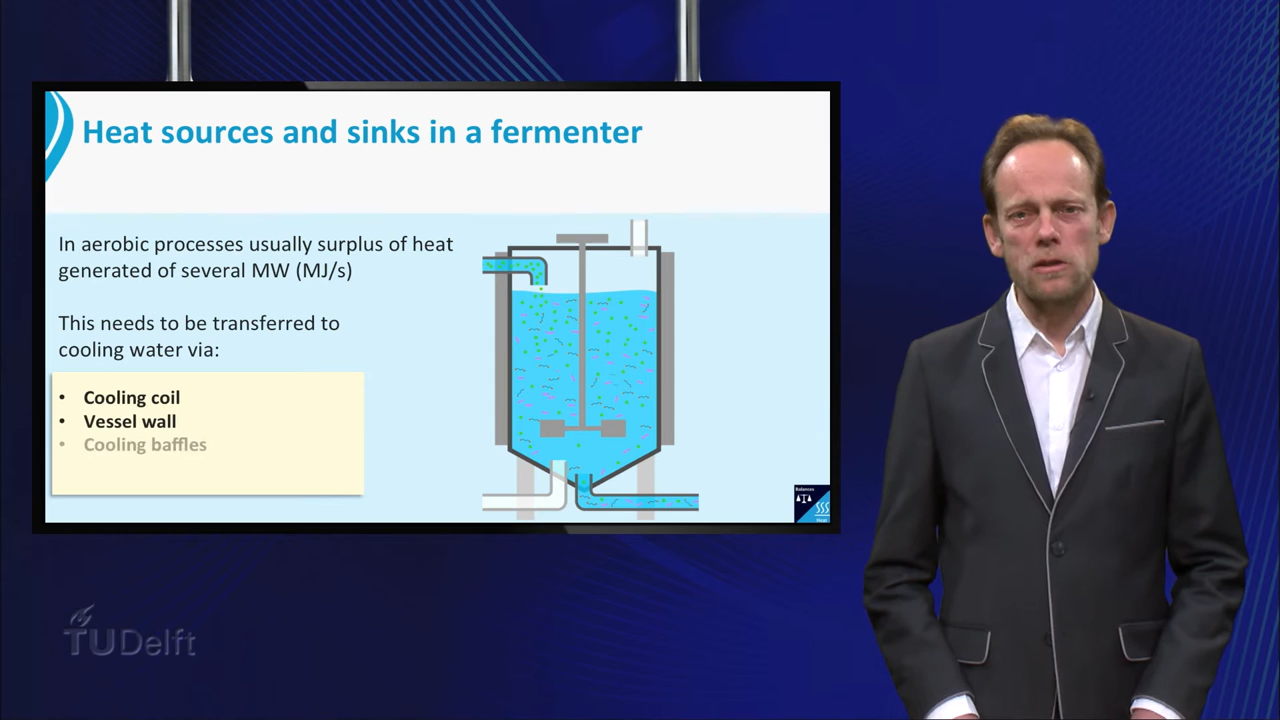 Heat sources and sinks in a fermenter
In aerobic processes usually surplus of heat
generated of several MW (MJ/s)
This needs to be transferred to
cooling water via:
• Cooling coil
• Vessel wall
• Cooling baffles
Balances
Heat
TUDelft